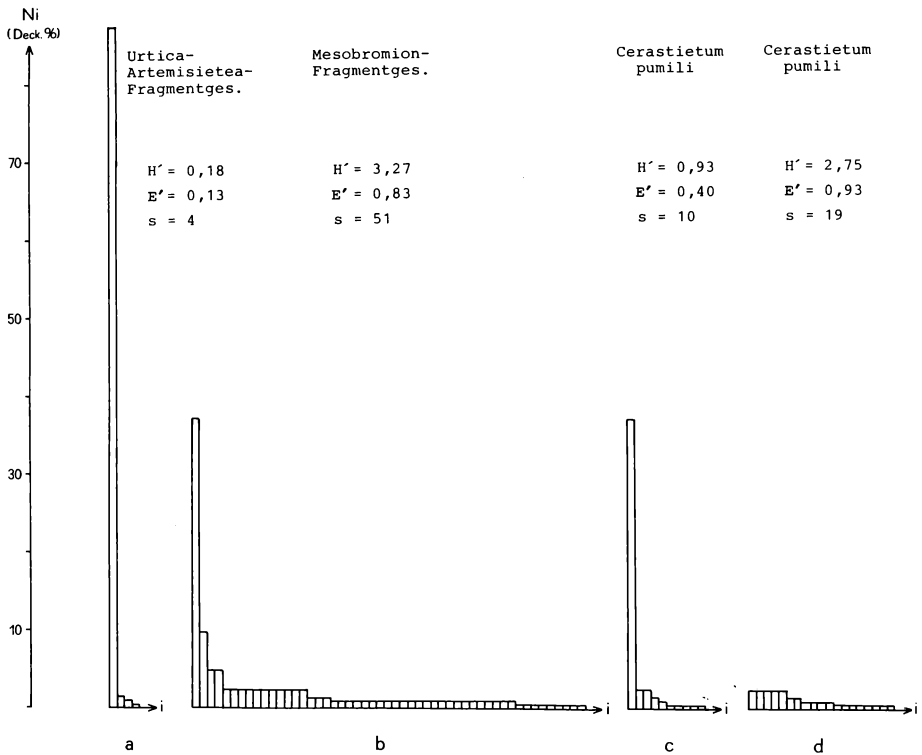 Ni
(Deck.%)
70
50
30
10
Urtica-
Artemisietea-
Fragmentges.
H´= 0,18
E′= 0,13
s = 4
Mesobromion-
Fragmentges.
H´= 3,27
E′= 0,83
s = 51
Cerastietum
pumili
H´= 0,93
E′= 0,40
s = 10
Cerastietum
pumili
H´= 2,75
E′= 0,93
s = 19
i
i
i
i
a
b
c
d